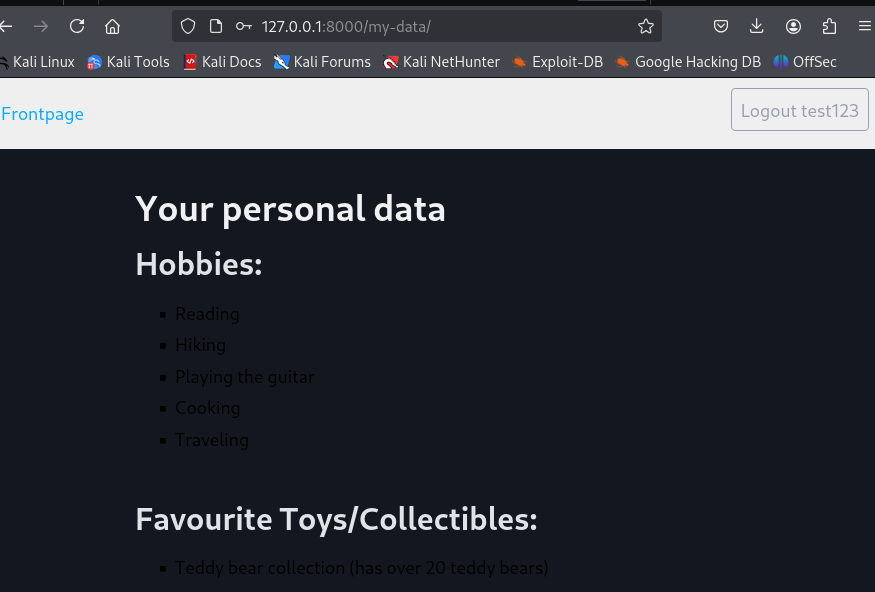 127.0.0.1:8000/my-data/
Kali Linux Kali Tools Kali Docs Kali Forums Kali NetHunter Exploit-DB Google Hacking DB OffSec
Frontpage Logout test123
Your personal data
Hobbies:
Reading
Hiking
Playing the guitar
Cooking
Traveling
Favourite Toys/Collectibles:
Teddy bear collection (has over 20 teddy bears)